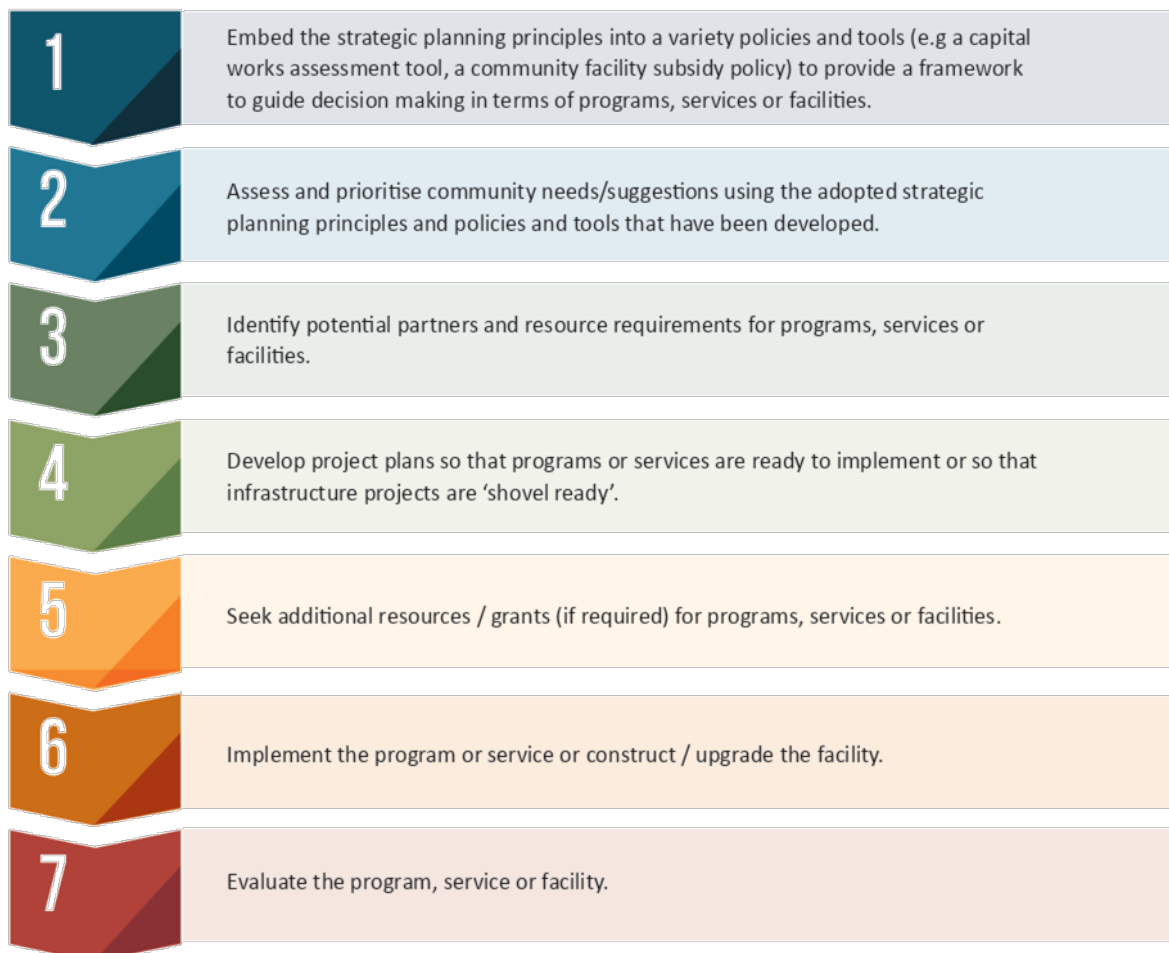 1
Embed the strategic planning principles into a variety policies and tools (e.g a capital
works assessment tool, a community facility subsidy policy) to provide a framework
to guide decision making in terms of programs, services or facilities.
2
Assess and prioritise community needs/suggestions using the adopted strategic
planning principles and policies and tools that have been developed.
3
Identify potential partners and resource requirements for programs, services or
facilities.
4
Develop project plans so that programs or services are ready to implement or so that
infrastructure projects are ‘shovel ready’.
5
Seek additional resources / grants (if required) for programs, services or facilities.
6
Implement the program or service or construct / upgrade the facility.
7
Evaluate the program, service or facility.